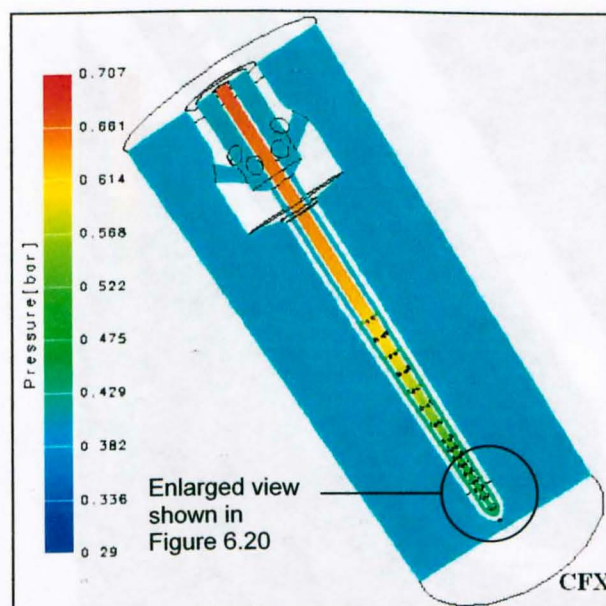 0.707
0.661
0.614
0.568
0.522
0.475
0.429
0.382
0.336
0.29
Pressure[bar]
Enlarged view
shown in
Figure 6.20
CFX